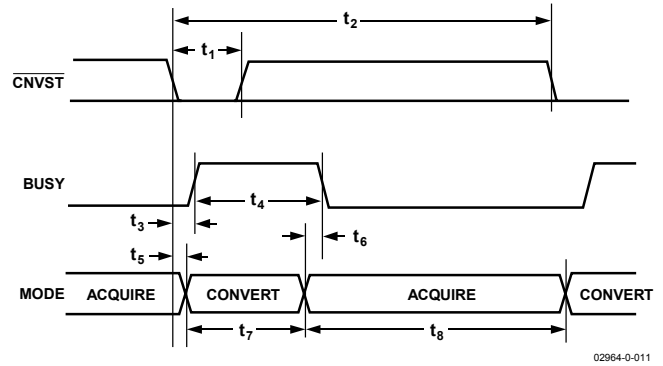 t2
t1
CNVST
BUSY
t4
t3
t6
t5
MODE ACQUIRE CONVERT ACQUIRE CONVERT
t7 t8
02964-0-011